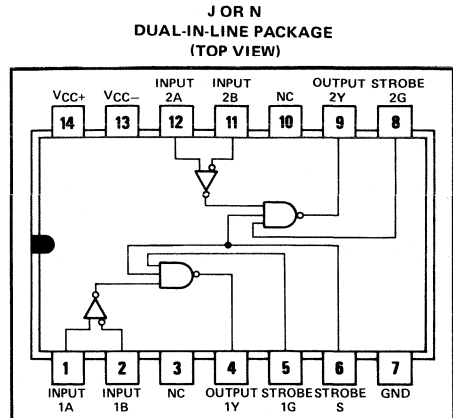 J OR N
DUAL-IN-LINE PACKAGE
(TOP VIEW)
VCC+ VCC– INPUT 2A INPUT 2B NC OUTPUT 2Y STROBE 2G
14 13 12 11 10 9 8
1 2 3 4 5 6 7
INPUT 1A INPUT 1B NC OUTPUT 1Y STROBE 1G STROBE S GND